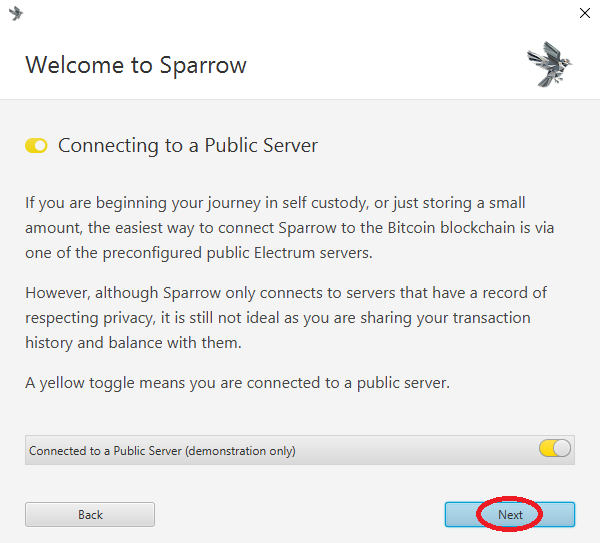 Welcome to Sparrow
Connecting to a Public Server
If you are beginning your journey in self custody, or just storing a small
amount, the easiest way to connect Sparrow to the Bitcoin blockchain is via
one of the preconfigured public Electrum servers.
However, although Sparrow only connects to servers that have a record of
respecting privacy, it is still not ideal as you are sharing your transaction
history and balance with them.
A yellow toggle means you are connected to a public server.
Connected to a Public Server (demonstration only)
Back
Next